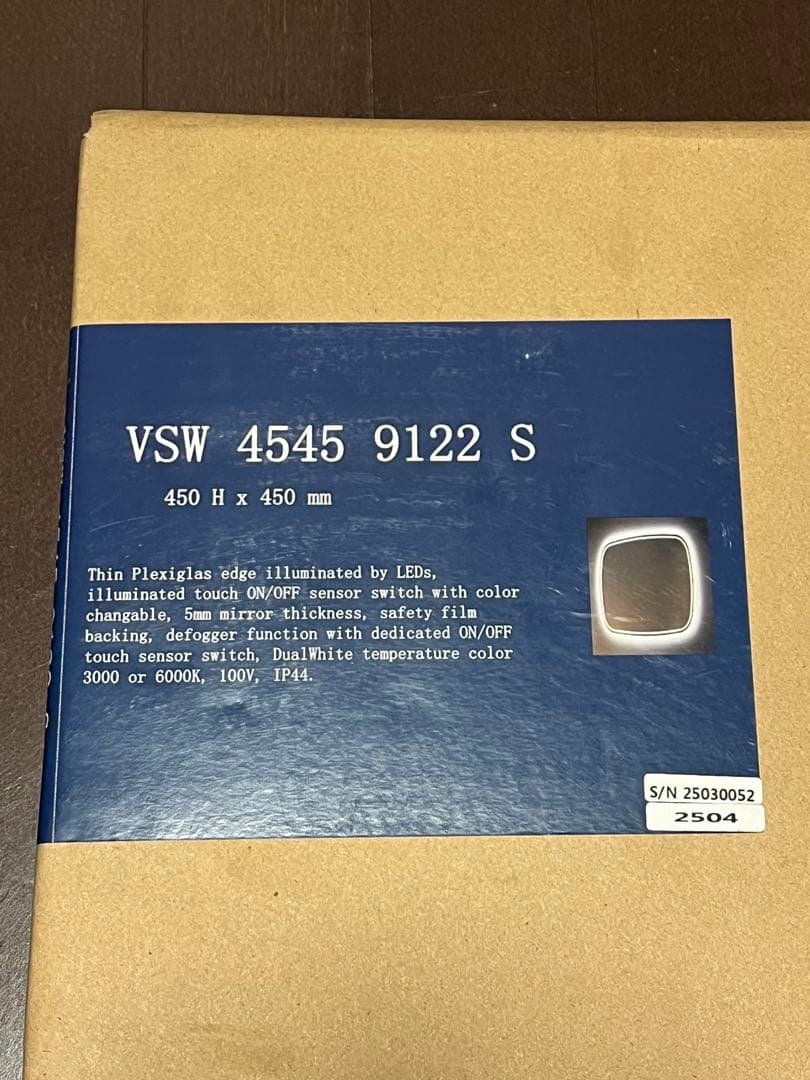 VSW 4545 9122 S
450 H x 450 mm
Thin Plexiglas edge illuminated by LEDs,
illuminated touch ON/OFF sensor switch with color
changable, 5mm mirror thickness, safety film
backing, defogger function with dedicated ON/OFF
touch sensor switch, DualWhite temperature color
3000 or 6000K, 100V, IP44.
S/N 25030052
2504